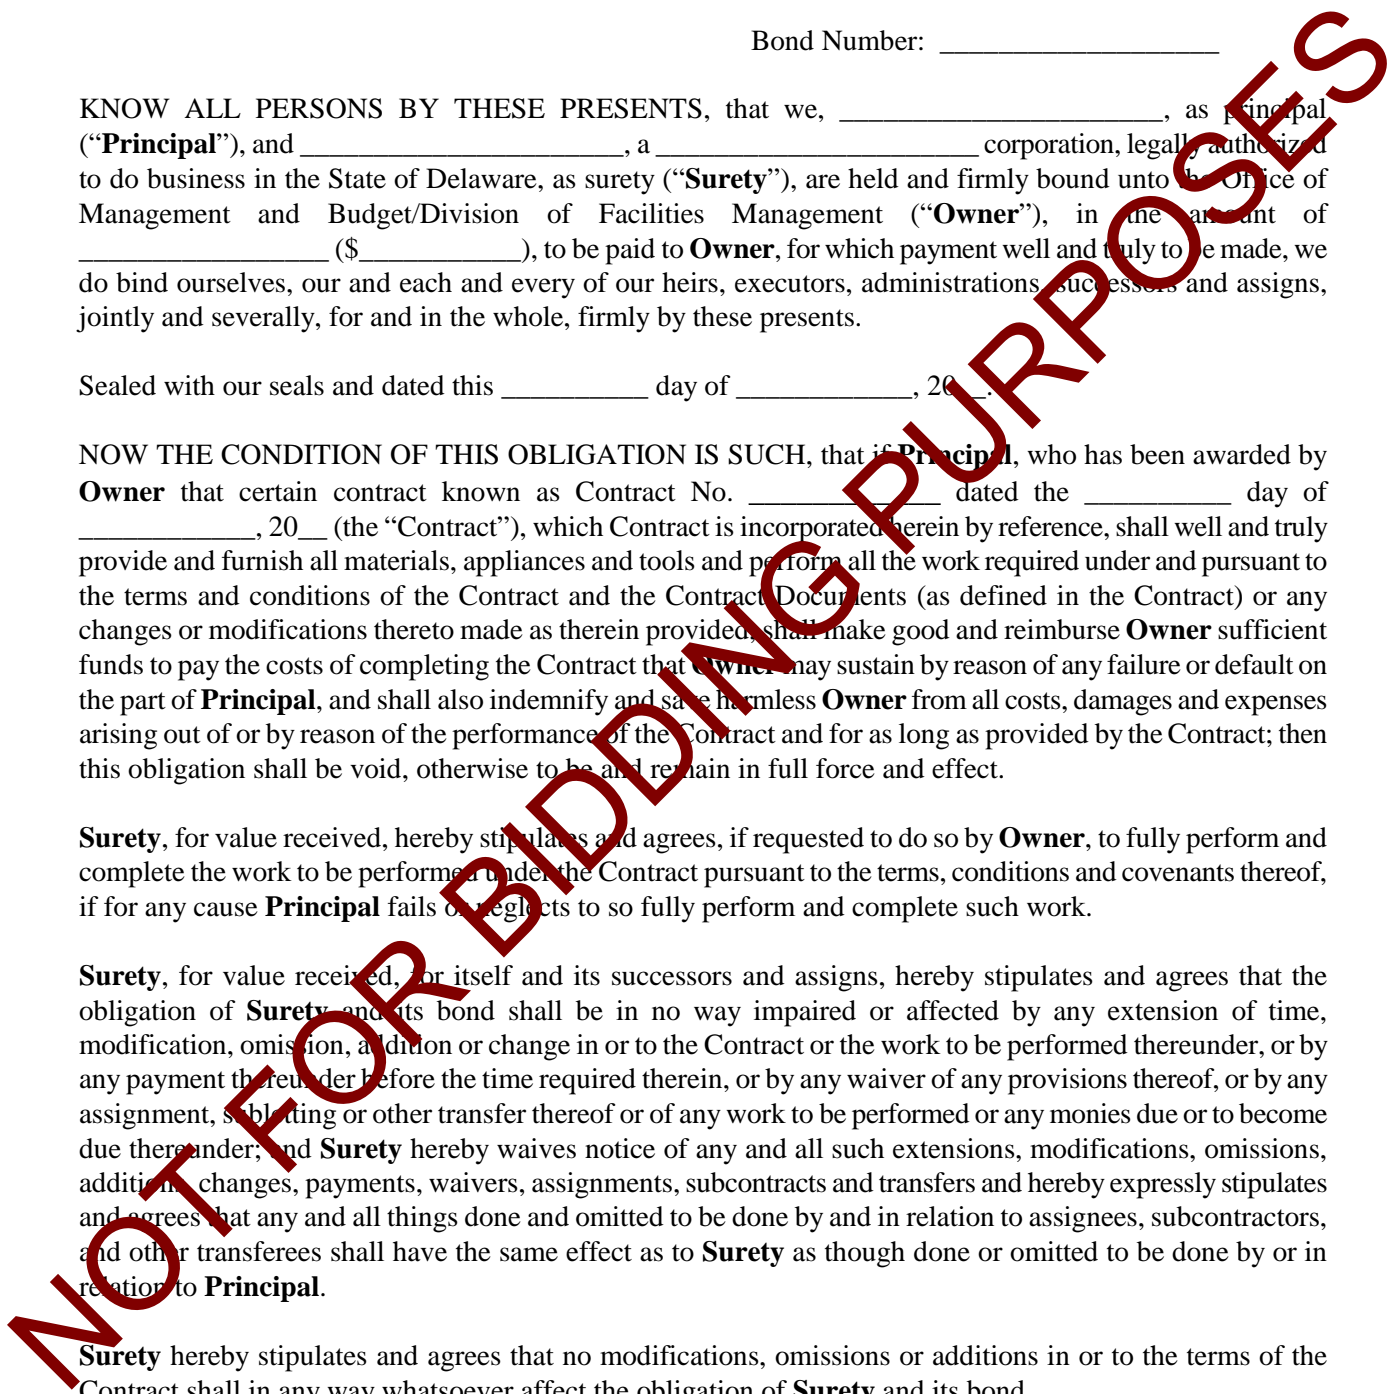 Bond Number: ___________________
KNOW ALL PERSONS BY THESE PRESENTS, that we, ______________________, as principal
(“Principal”), and ______________________, a ______________________ corporation, legally authorized
to do business in the State of Delaware, as surety (“Surety”), are held and firmly bound unto the Office of
Management and Budget/Division of Facilities Management (“Owner”), in the amount of
_________________ ($___________), to be paid to Owner, for which payment well and truly to be made, we
do bind ourselves, our and each and every of our heirs, executors, administrations, successors and assigns,
jointly and severally, for and in the whole, firmly by these presents.
Sealed with our seals and dated this __________ day of ____________, 20__.
NOW THE CONDITION OF THIS OBLIGATION IS SUCH, that if Principal, who has been awarded by
Owner that certain contract known as Contract No. _____________ dated the __________ day of
____________, 20__ (the “Contract”), which Contract is incorporated herein by reference, shall well and truly
provide and furnish all materials, appliances and tools and perform all the work required under and pursuant to
the terms and conditions of the Contract and the Contract Documents (as defined in the Contract) or any
changes or modifications thereto made as therein provided, shall make good and reimburse Owner sufficient
funds to pay the costs of completing the Contract that Owner may sustain by reason of any failure or default on
the part of Principal, and shall also indemnify and save harmless Owner from all costs, damages and expenses
arising out of or by reason of the performance of the Contract and for as long as provided by the Contract; then
this obligation shall be void, otherwise to be and remain in full force and effect.
Surety, for value received, hereby stipulates and agrees, if requested to do so by Owner, to fully perform and
complete the work to be performed under the Contract pursuant to the terms, conditions and covenants thereof,
if for any cause Principal fails or neglects to so fully perform and complete such work.
Surety, for value received, for itself and its successors and assigns, hereby stipulates and agrees that the
obligation of Surety and its bond shall be in no way impaired or affected by any extension of time,
modification, omission, addition or change in or to the Contract or the work to be performed thereunder, or by
any payment thereunder before the time required therein, or by any waiver of any provisions thereof, or by any
assignment, subletting or other transfer thereof or of any work to be performed or any monies due or to become
due thereunder; and Surety hereby waives notice of any and all such extensions, modifications, omissions,
additions, changes, payments, waivers, assignments, subcontracts and transfers and hereby expressly stipulates
and agrees that any and all things done and omitted to be done by and in relation to assignees, subcontractors,
and other transferees shall have the same effect as to Surety as though done or omitted to be done by or in
relation to Principal.
Surety hereby stipulates and agrees that no modifications, omissions or additions in or to the terms of the
Contract shall in any way whatsoever affect the obligation of Surety and its bond.
NOT FOR BIDDING PURPOSES